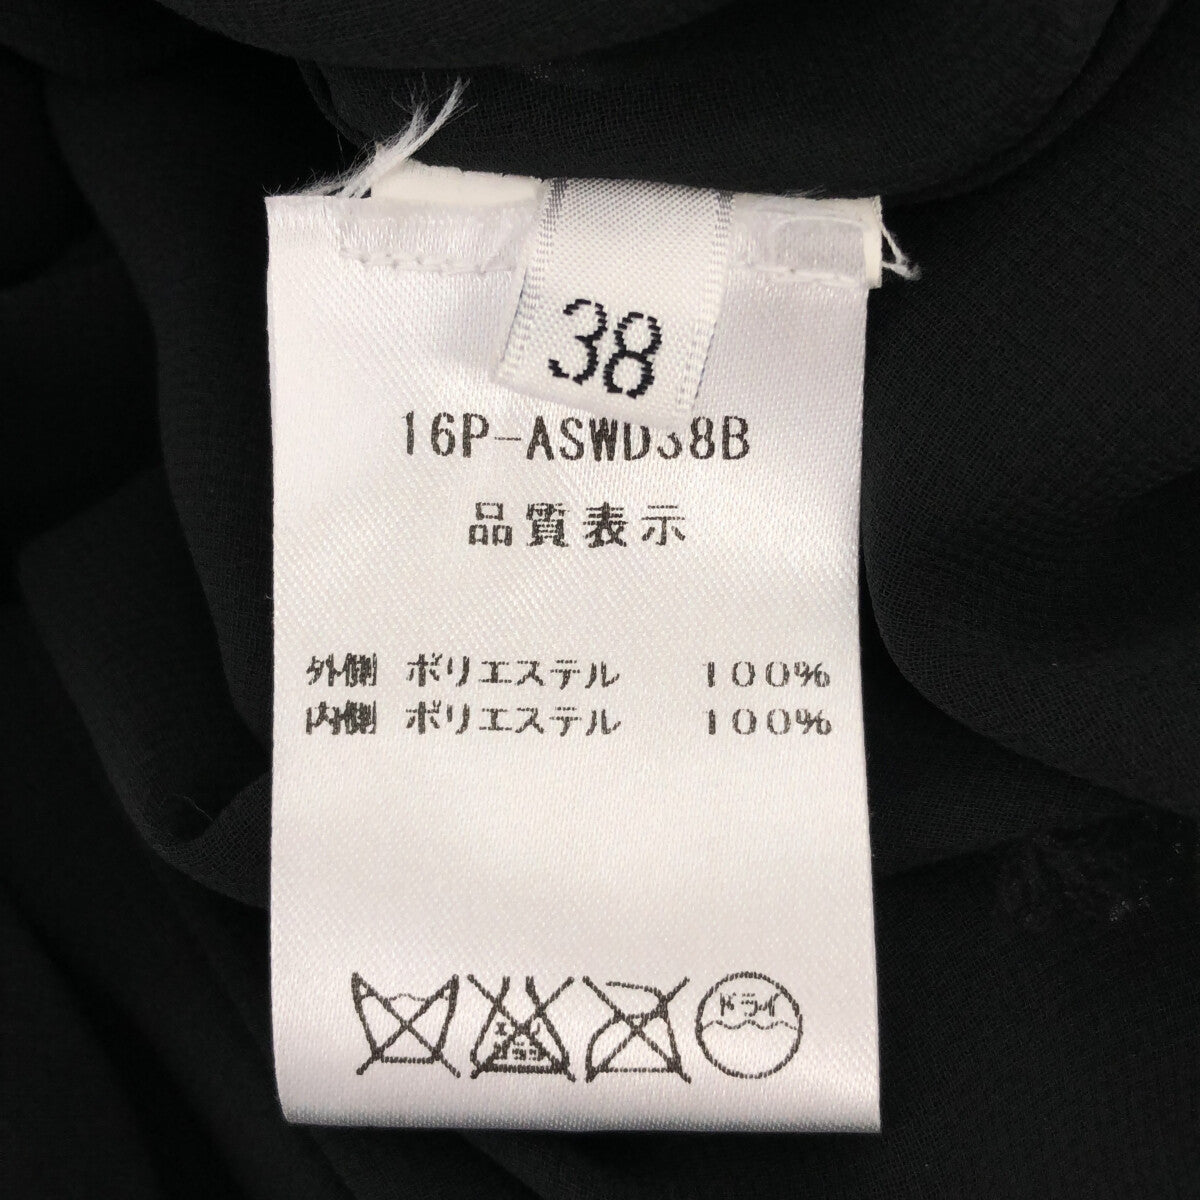 38
16P-ASWD38B
品質表示
外側 ポリエステル 100%
内側 ポリエステル 100%
ドライ